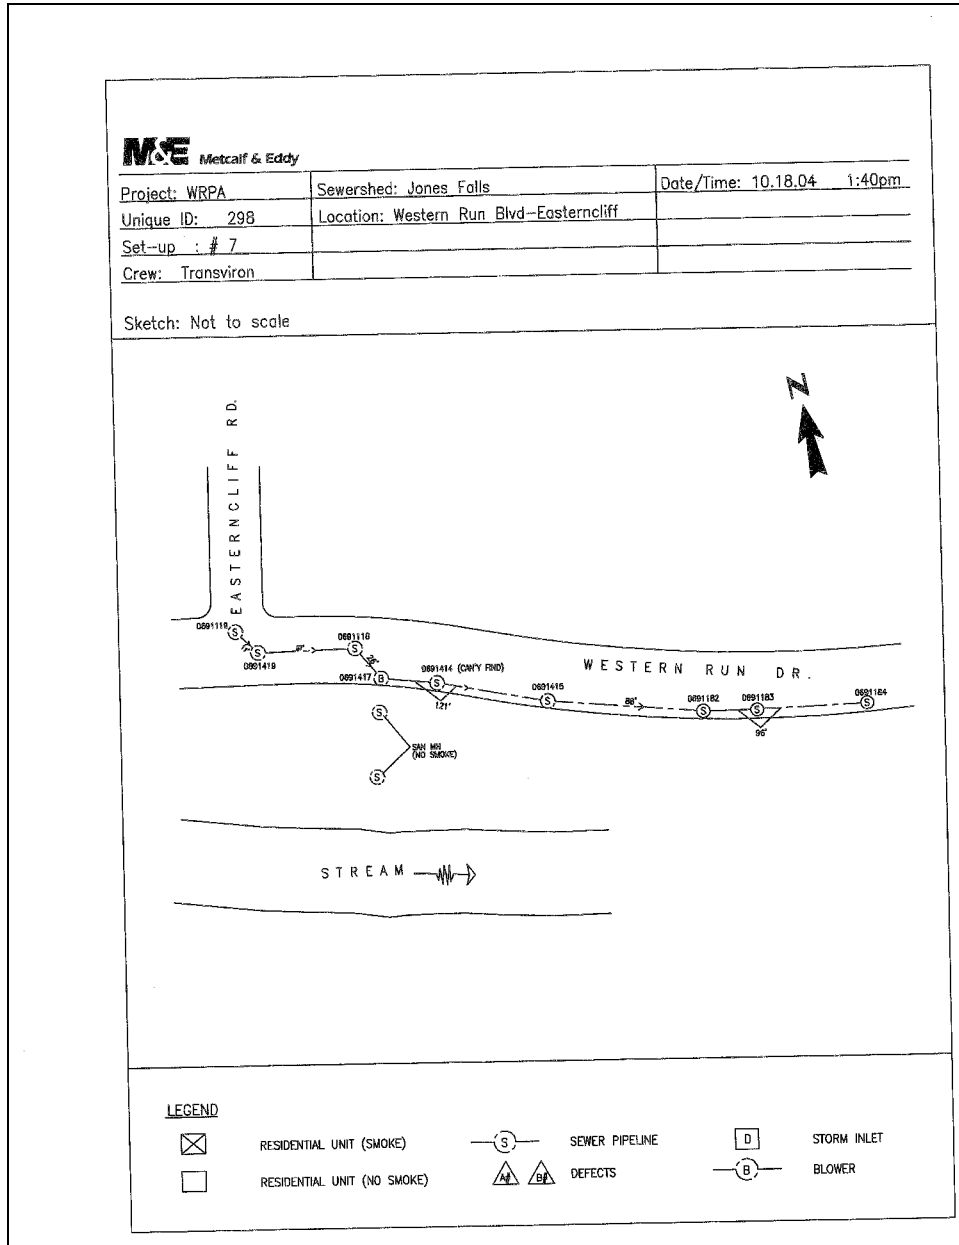 M&E Metcalf & Eddy
Project: WRPA
Sewershed: Jones Falls
Date/Time: 10.18.04 1:40pm
Unique ID: 298
Location: Western Run Blvd-Easterncliff
Set-up : # 7
Crew: Transviron
Sketch: Not to scale
N
EASTERNCLIFF RD.
0691119
S
0691419
S
0691118
S
26'
0691417
B
0691414 (CAN'Y FIND)
S
121'
WESTERN RUN DR.
0691415
S
88'
0691182
S
0691183
S
96'
0691184
S
S
SAN MH
(NO SMOKE)
S
STREAM
LEGEND
RESIDENTIAL UNIT (SMOKE)
S
SEWER PIPELINE
D
STORM INLET
RESIDENTIAL UNIT (NO SMOKE)
A# B#
DEFECTS
B
BLOWER